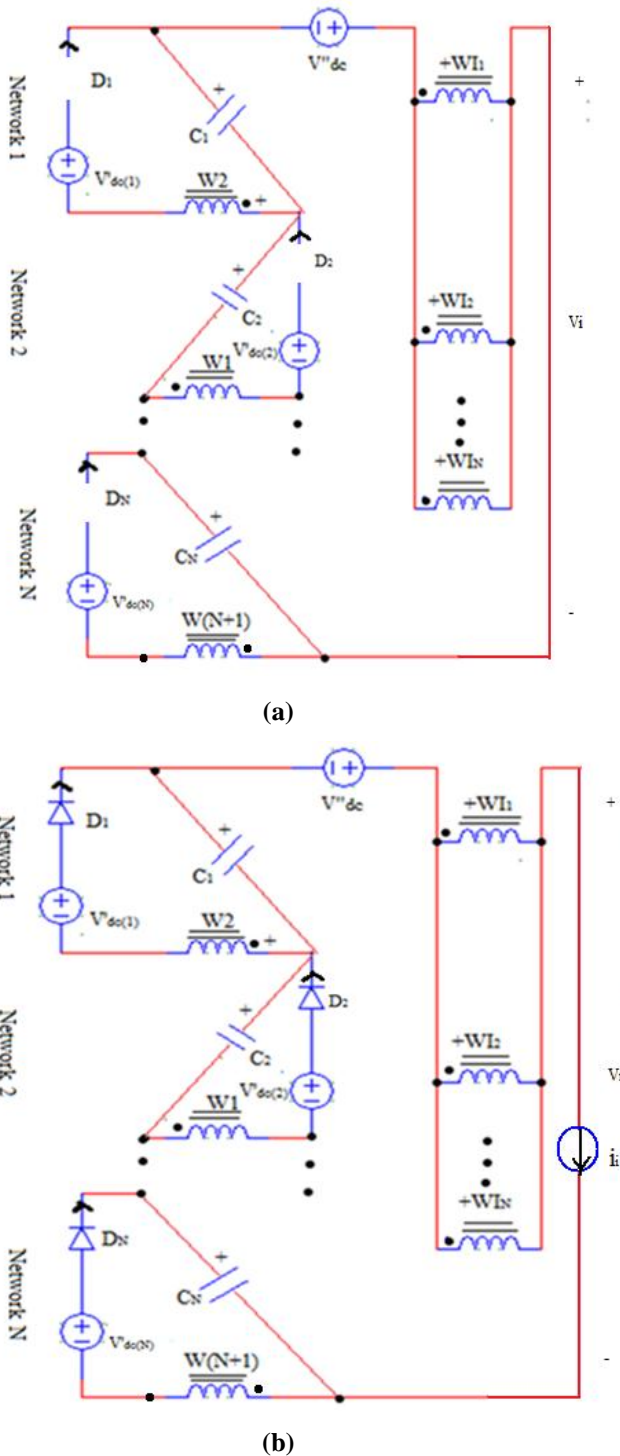 V"dc
+WI1
+
D1
C1
Network 1
V'dc(1)
W2
+
D2
+
Network 2
C2
V'dc(2)
W1
+WI2
Vi
+WIN
DN
+
CN
Network N
V'dc(N)
W(N+1)
-
(a)
V"dc
+WI1
+
D1
+
C1
Network 1
V'dc(1)
W2
+
D2
+
Network 2
C2
V'dc(2)
W1
+WI2
ii
+WIN
DN
+
CN
Network N
V'dc(N)
W(N+1)
-
(b)